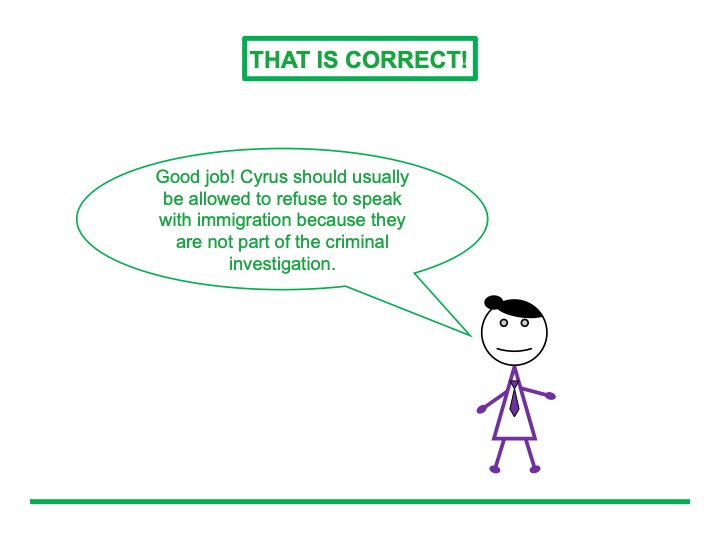 THAT IS CORRECT!
Good job! Cyrus should usually
be allowed to refuse to speak
with immigration because they
are not part of the criminal
investigation.